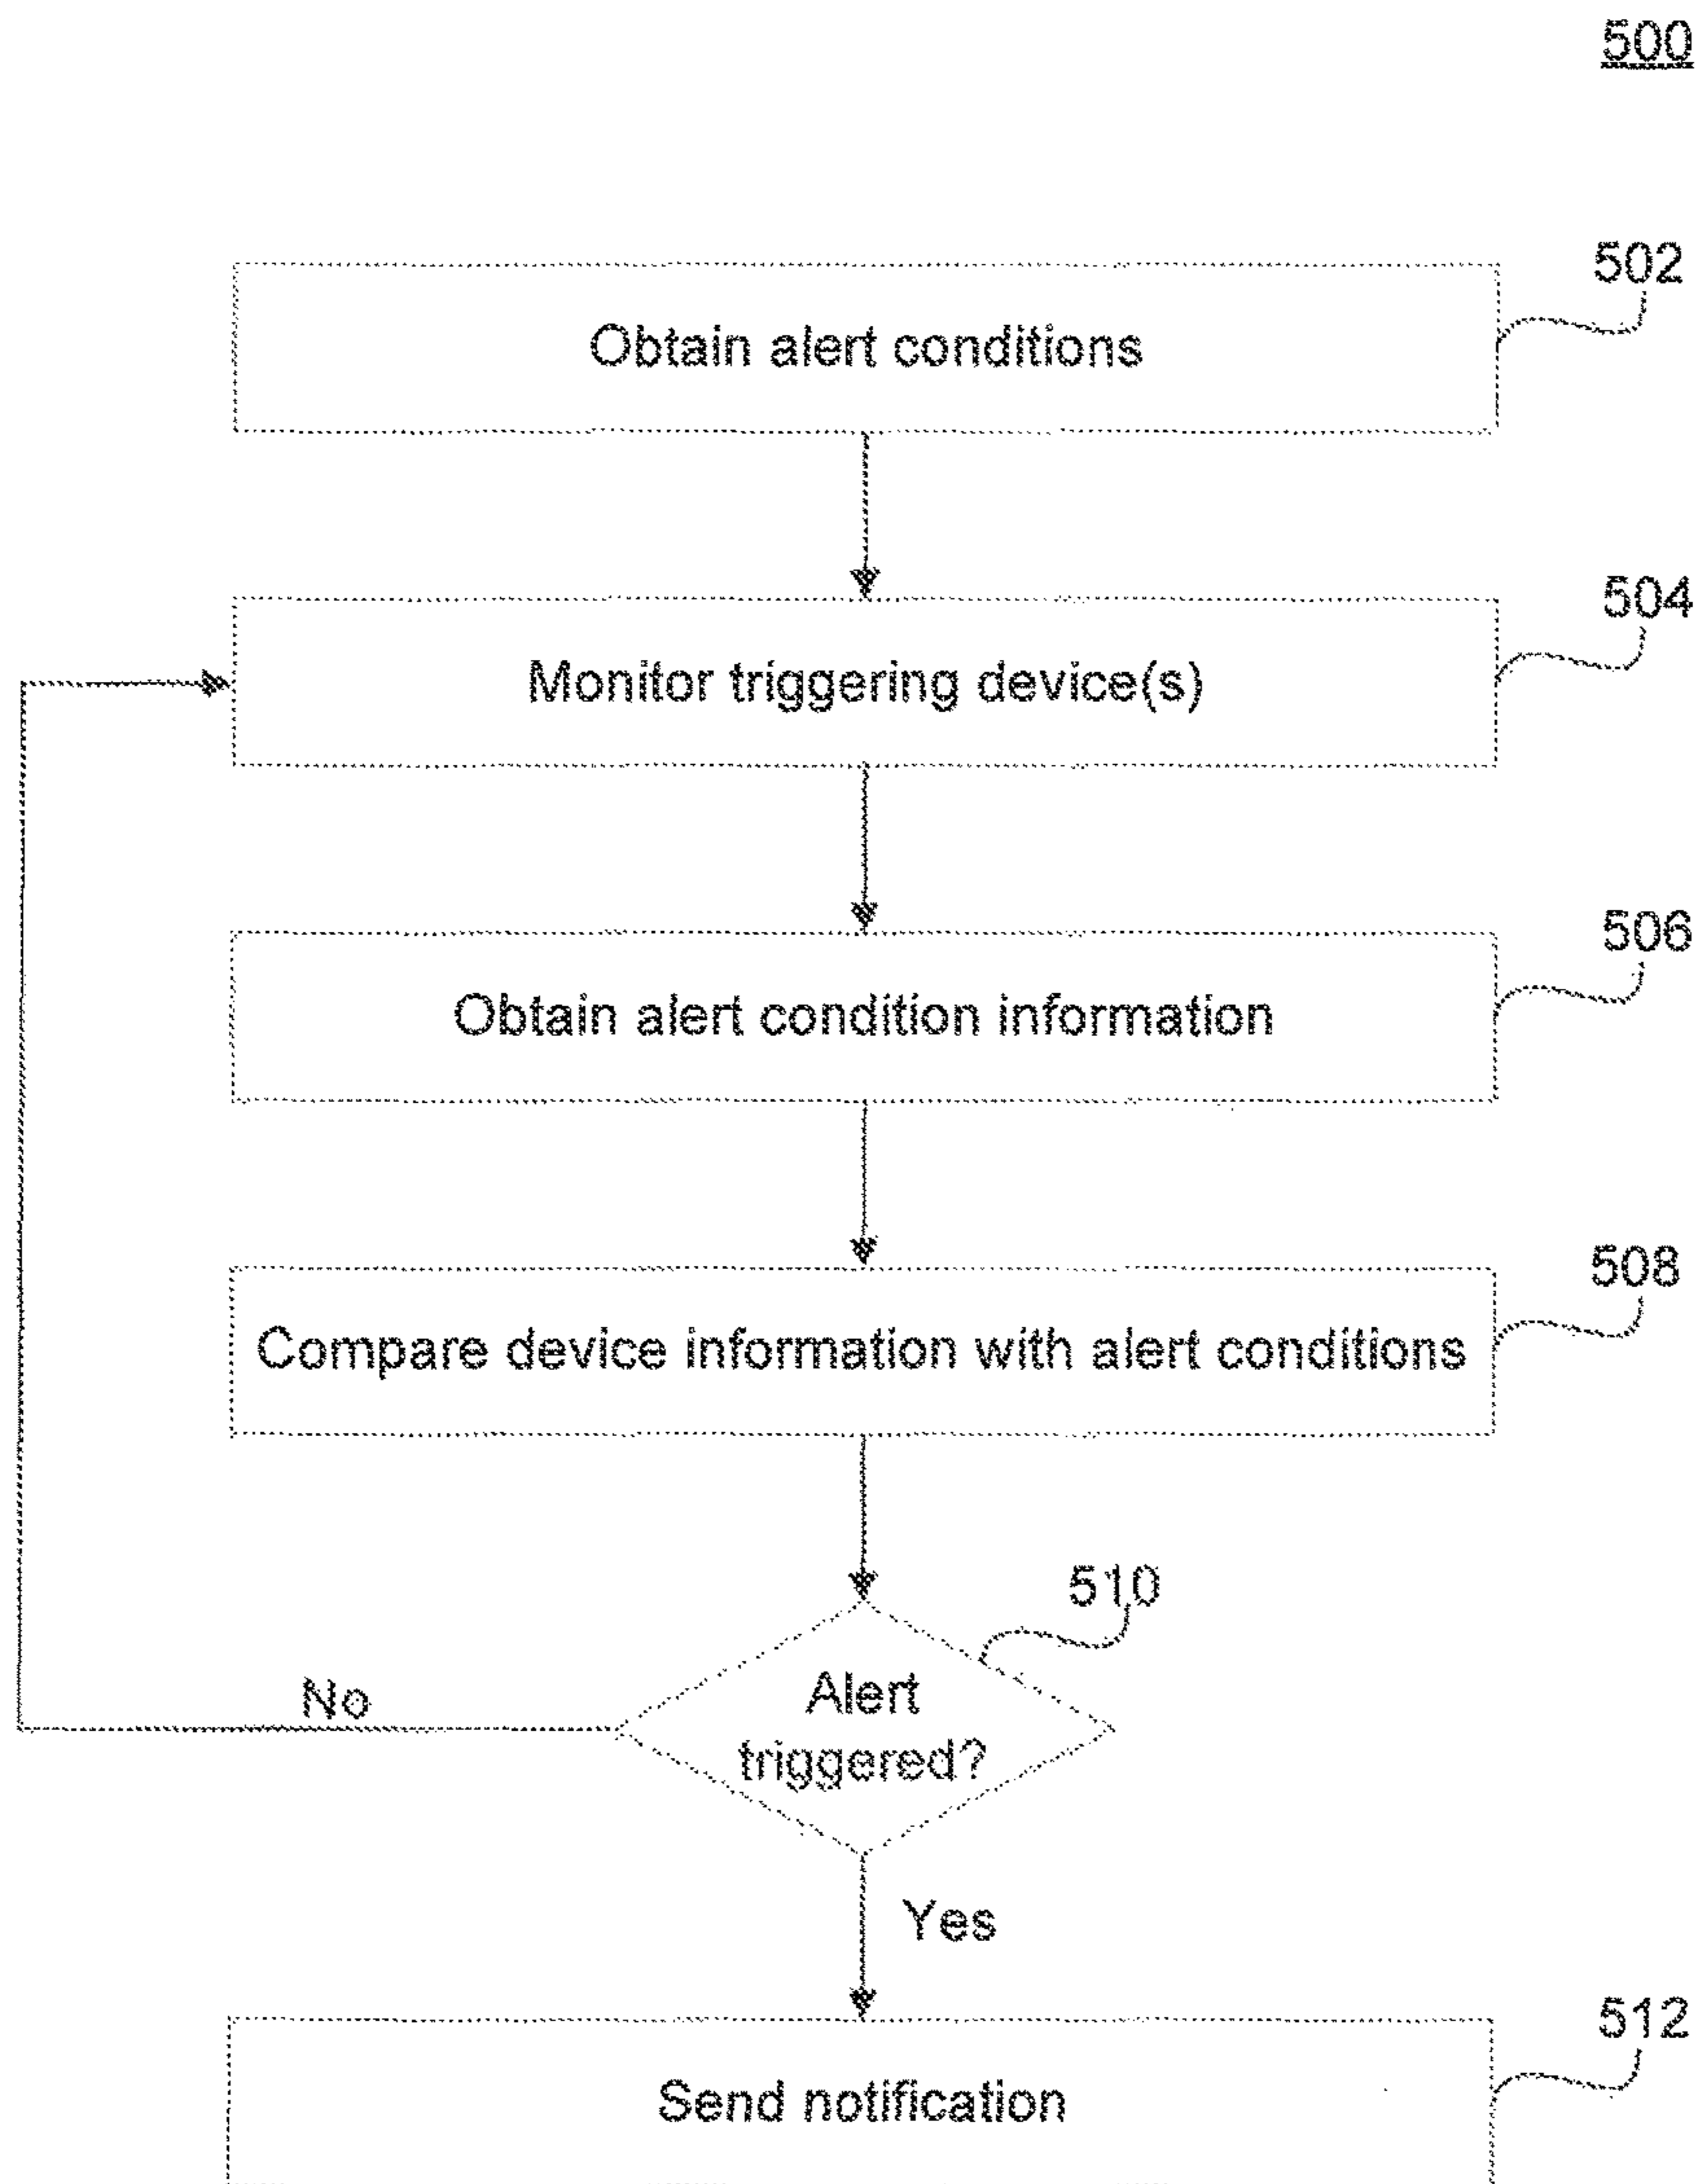 500
502
Obtain alert conditions
504
Monitor triggering device(s)
506
Obtain alert condition information
508
Compare device information with alert conditions
510
Alert
triggered?
No
Yes
512
Send notification